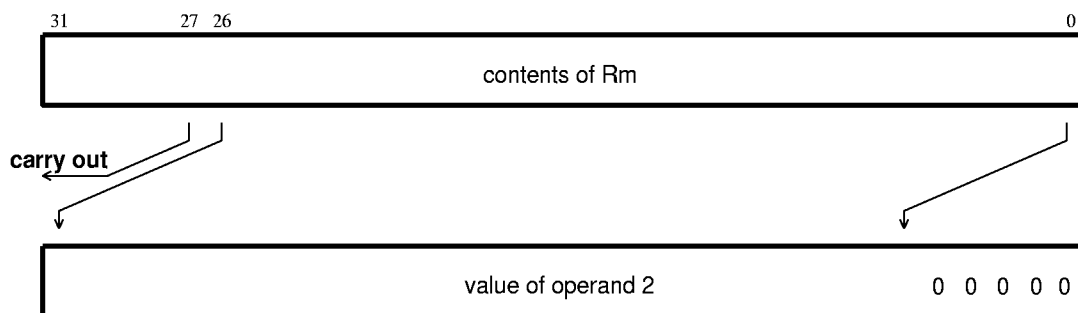 31 27 26 0
contents of Rm
carry out
value of operand 2 0 0 0 0 0